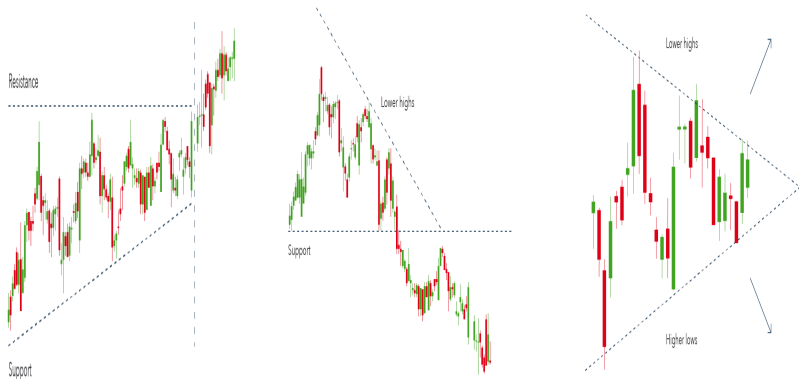 Resistance
Support
Lower highs
Support
Lower highs
Higher lows